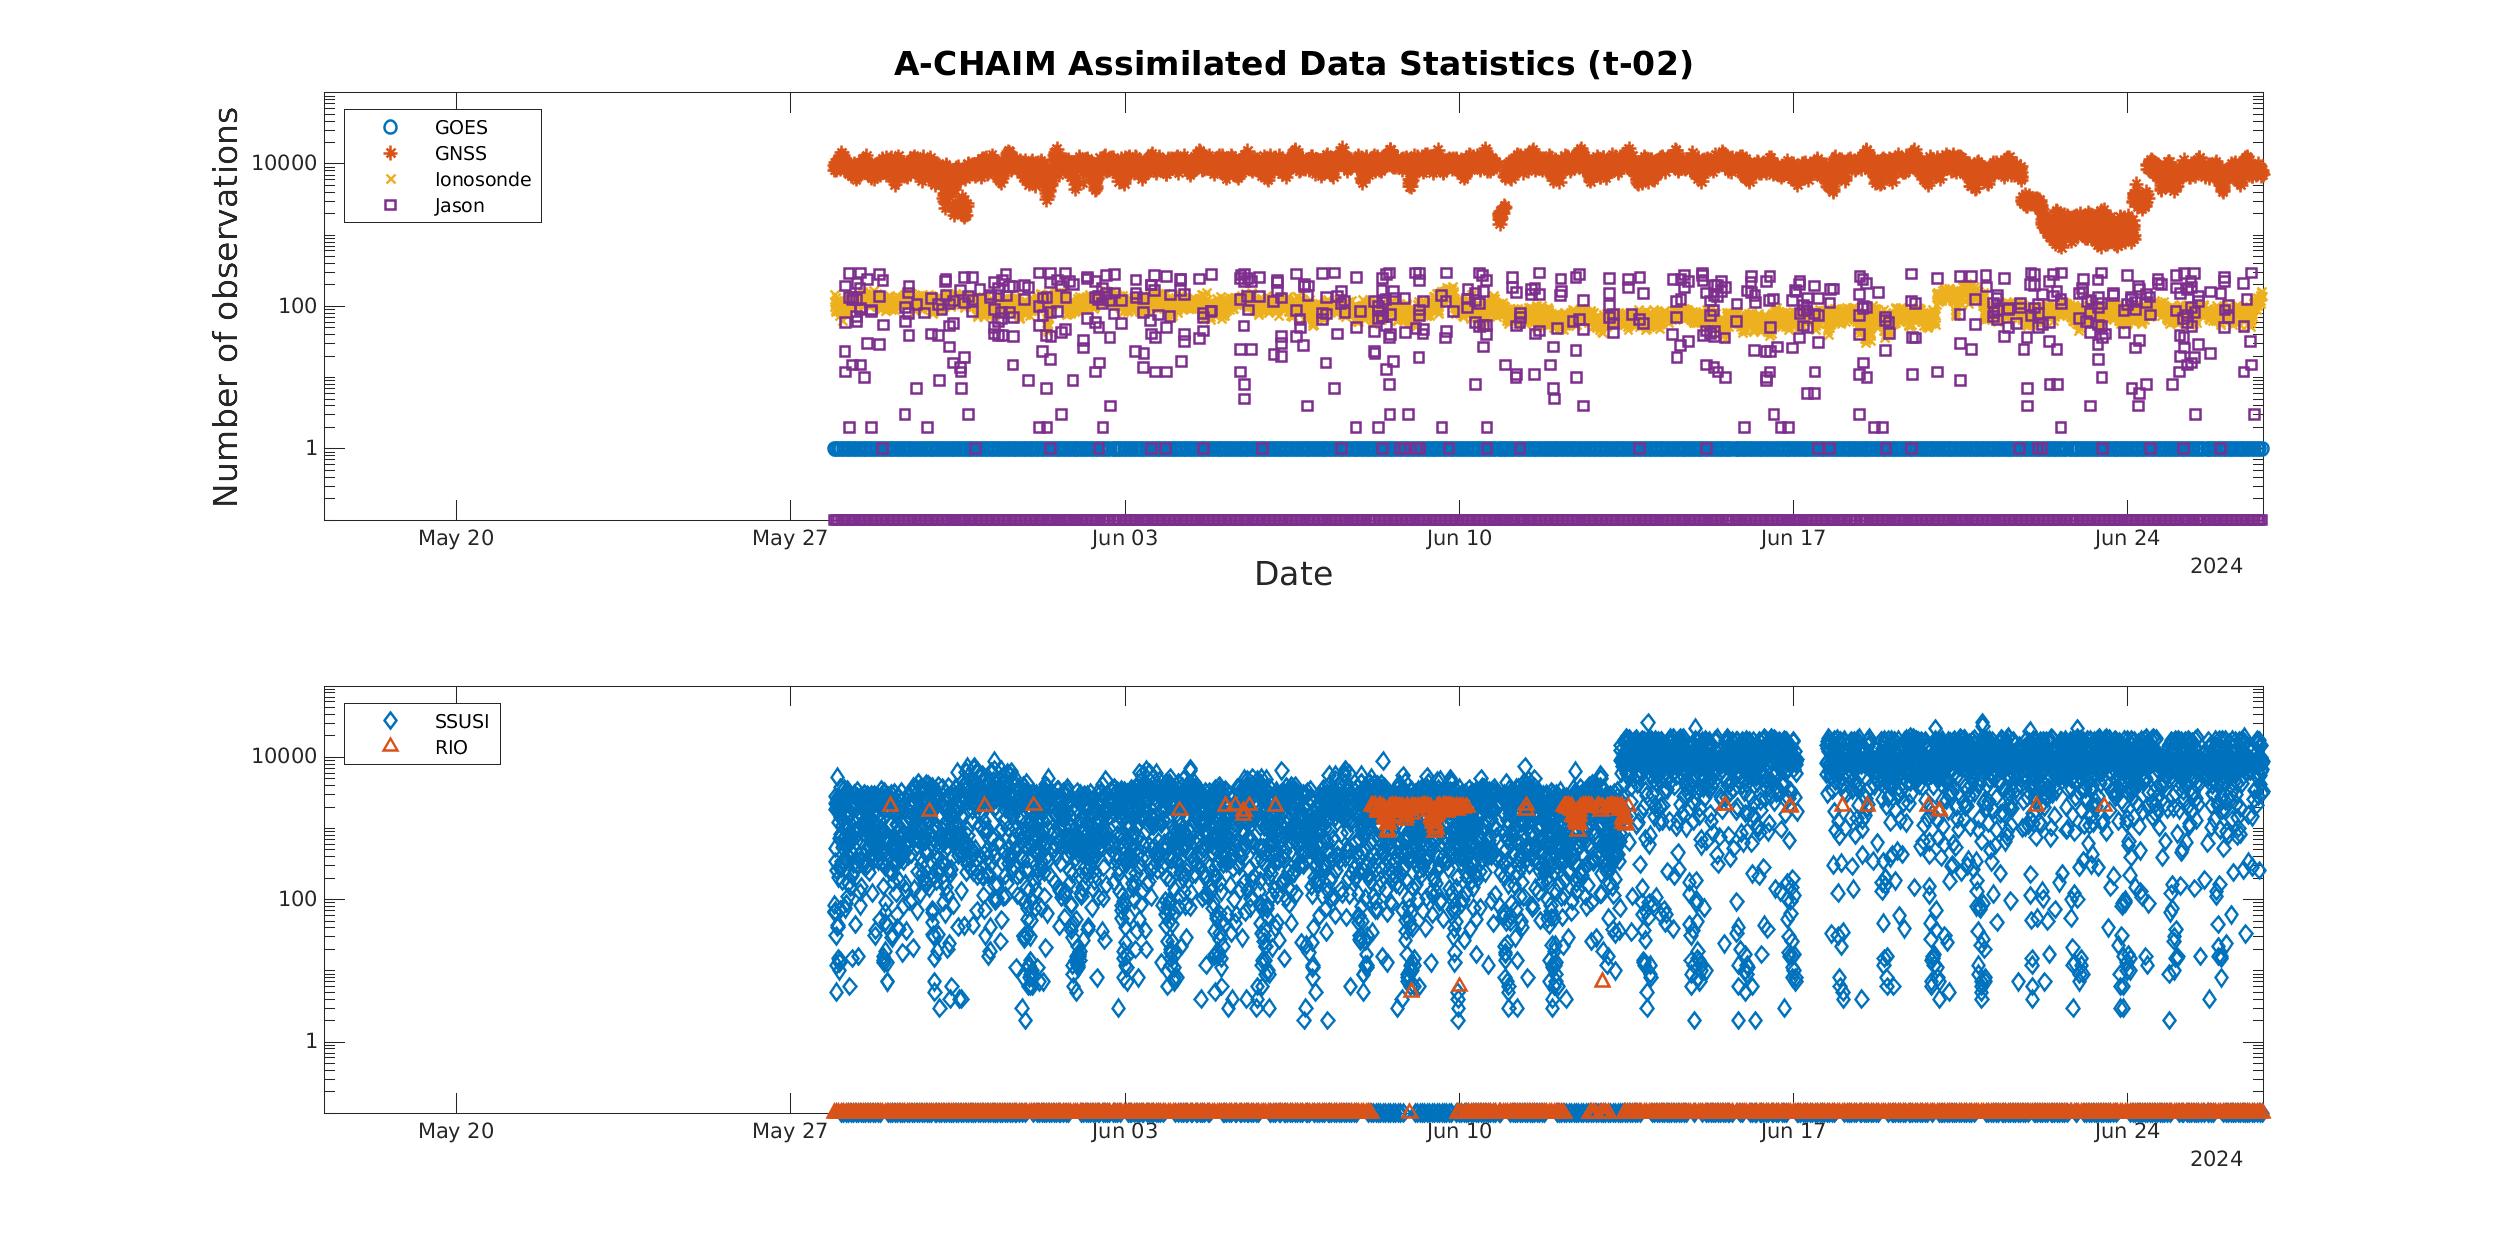 A-CHAIM Assimilated Data Statistics (t-02)
Number of observations
10000
100
1
GOES
GNSS
Ionosonde
Jason
May 20
May 27
Jun 03
Jun 10
Jun 17
Jun 24
2024
Date
10000
100
1
SSUSI
RIO
May 20
May 27
Jun 03
Jun 10
Jun 17
Jun 24
2024